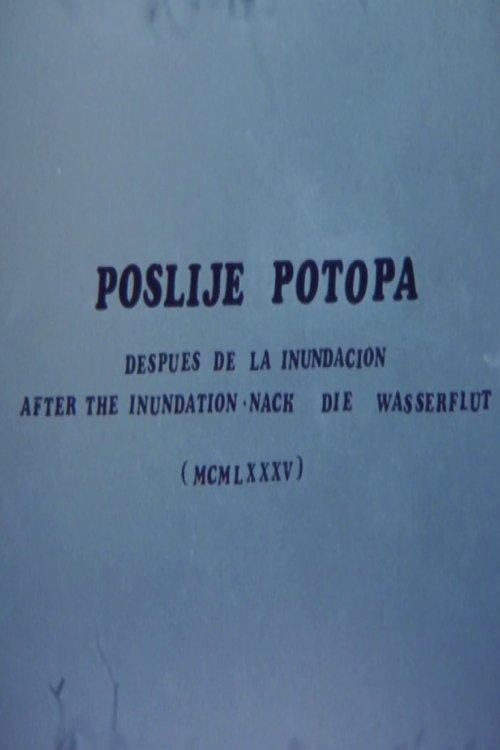 POSLIJE POTOPA
DESPUES DE LA INUNDACION
AFTER THE INUNDATION·NACK DIE WASSERFLUT
(MCMLXXXV)